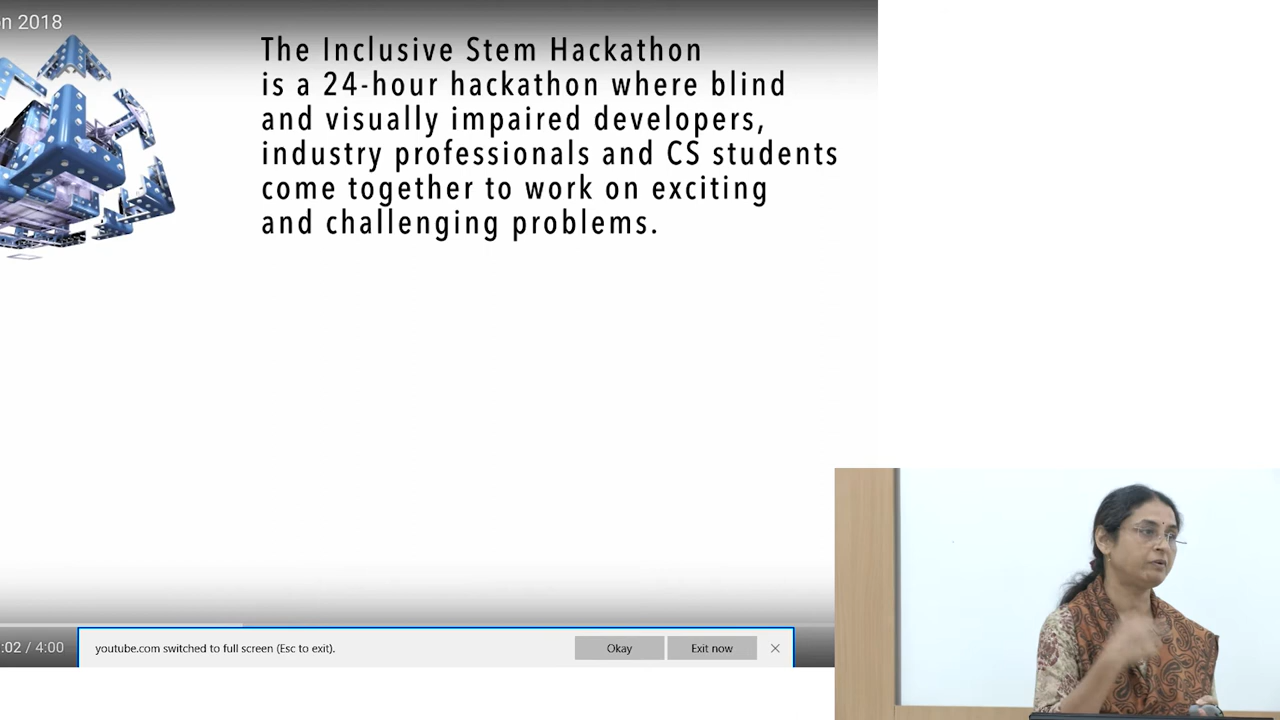 on 2018
The Inclusive Stem Hackathon
is a 24-hour hackathon where blind
and visually impaired developers,
industry professionals and CS students
come together to work on exciting
and challenging problems.
:02 / 4:00
youtube.com switched to full screen (Esc to exit).
Okay
Exit now